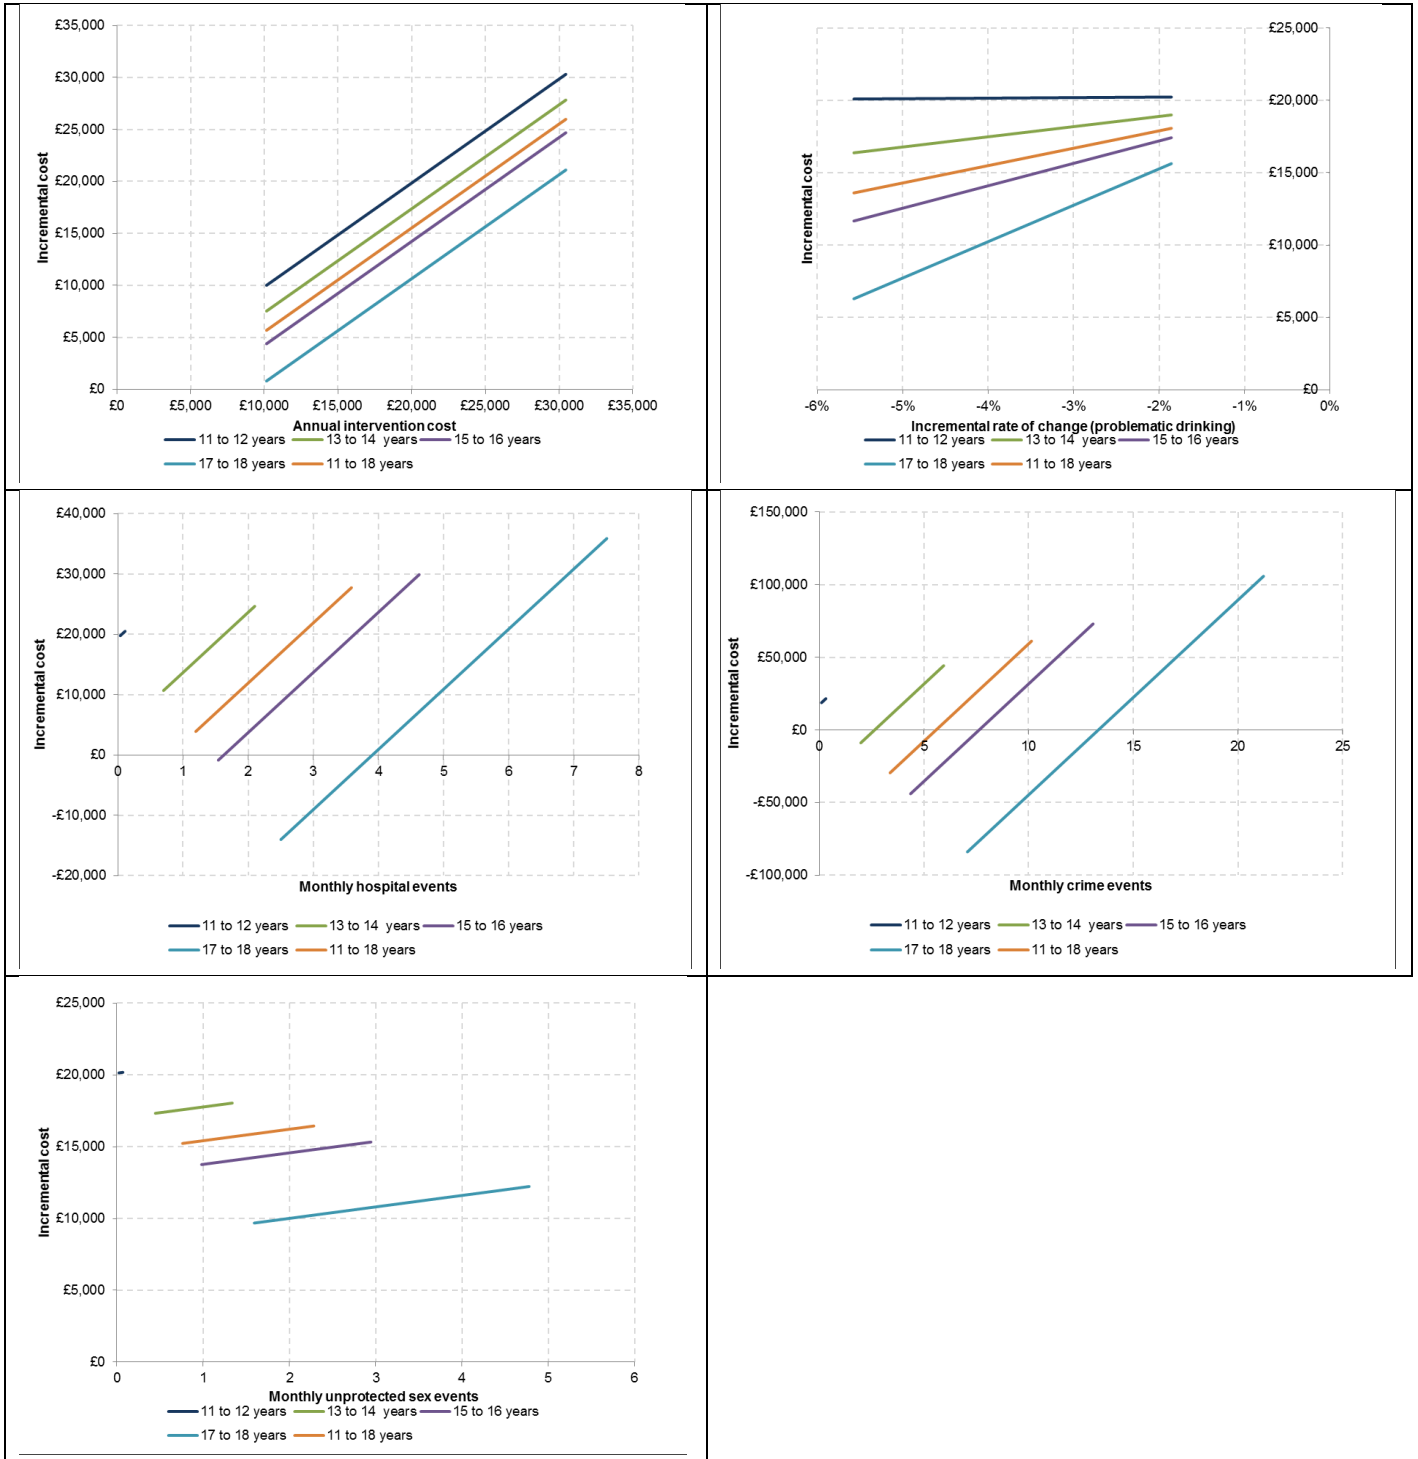 £35,000
£30,000
£25,000
£20,000
£15,000
£10,000
£5,000
£0
Incremental cost
£0 £5,000 £10,000 £15,000 £20,000 £25,000 £30,000 £35,000
Annual intervention cost
11 to 12 years 13 to 14 years 15 to 16 years
17 to 18 years 11 to 18 years
£25,000
£20,000
£15,000
£10,000
£5,000
£0
Incremental cost
-6% -5% -4% -3% -2% -1% 0%
Incremental rate of change (problematic drinking)
11 to 12 years 13 to 14 years 15 to 16 years
17 to 18 years 11 to 18 years
£40,000
£30,000
£20,000
£10,000
£0
-£10,000
-£20,000
Incremental cost
0 1 2 3 4 5 6 7 8
Monthly hospital events
11 to 12 years 13 to 14 years 15 to 16 years
17 to 18 years 11 to 18 years
£150,000
£100,000
£50,000
£0
-£50,000
-£100,000
Incremental cost
0 5 10 15 20 25
Monthly crime events
11 to 12 years 13 to 14 years 15 to 16 years
17 to 18 years 11 to 18 years
£25,000
£20,000
£15,000
£10,000
£5,000
£0
Incremental cost
0 1 2 3 4 5 6
Monthly unprotected sex events
11 to 12 years 13 to 14 years 15 to 16 years
17 to 18 years 11 to 18 years